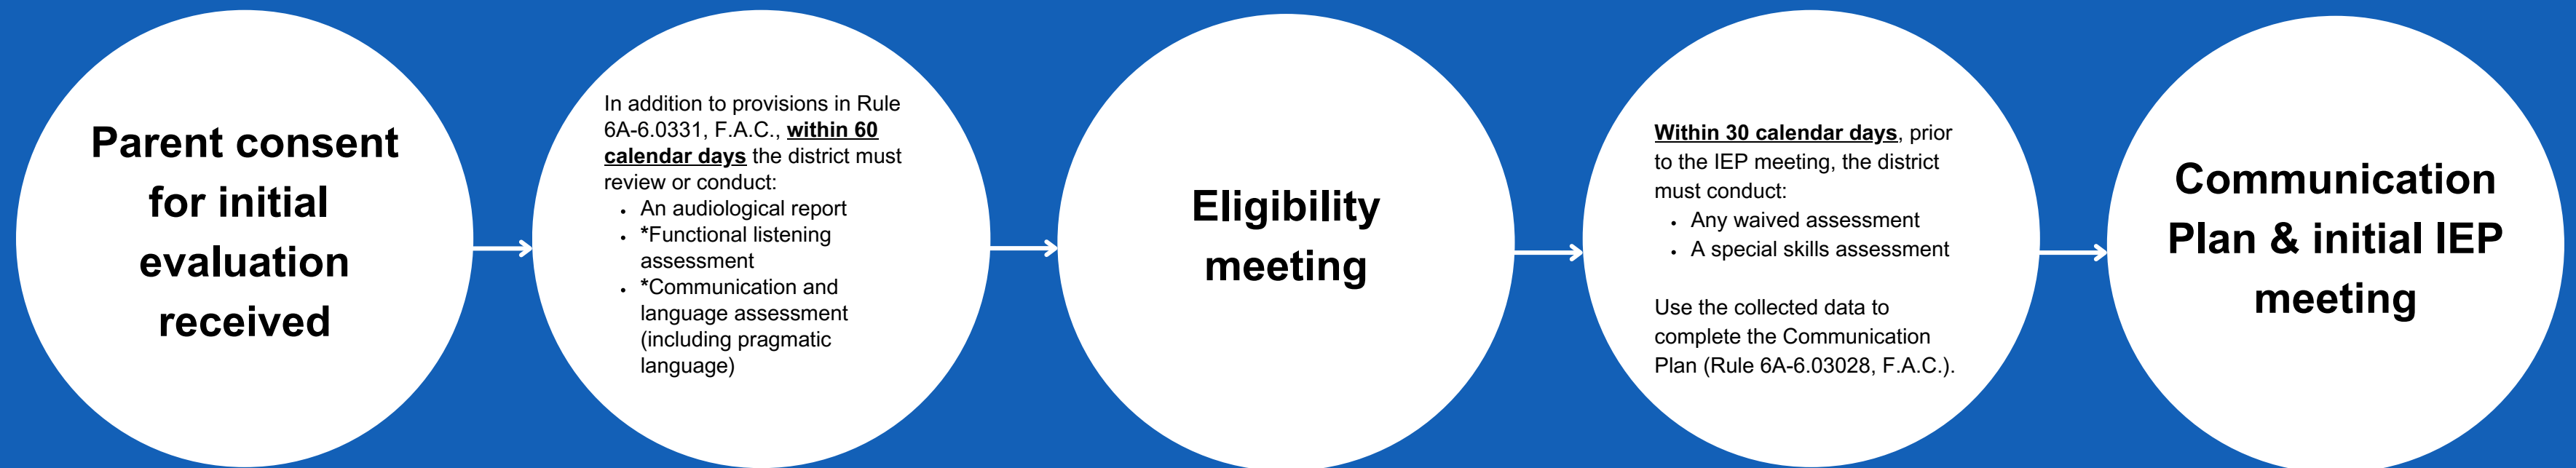 Parent consent
for initial
evaluation
received
In addition to provisions in Rule
6A-6.0331, F.A.C., within 60
calendar days the district must
review or conduct:
• An audiological report
• *Functional listening
assessment
• *Communication and
language assessment
(including pragmatic
language)
Eligibility
meeting
Within 30 calendar days, prior
to the IEP meeting, the district
must conduct:
• Any waived assessment
• A special skills assessment
Use the collected data to
complete the Communication
Plan (Rule 6A-6.03028, F.A.C.).
Communication
Plan & initial IEP
meeting